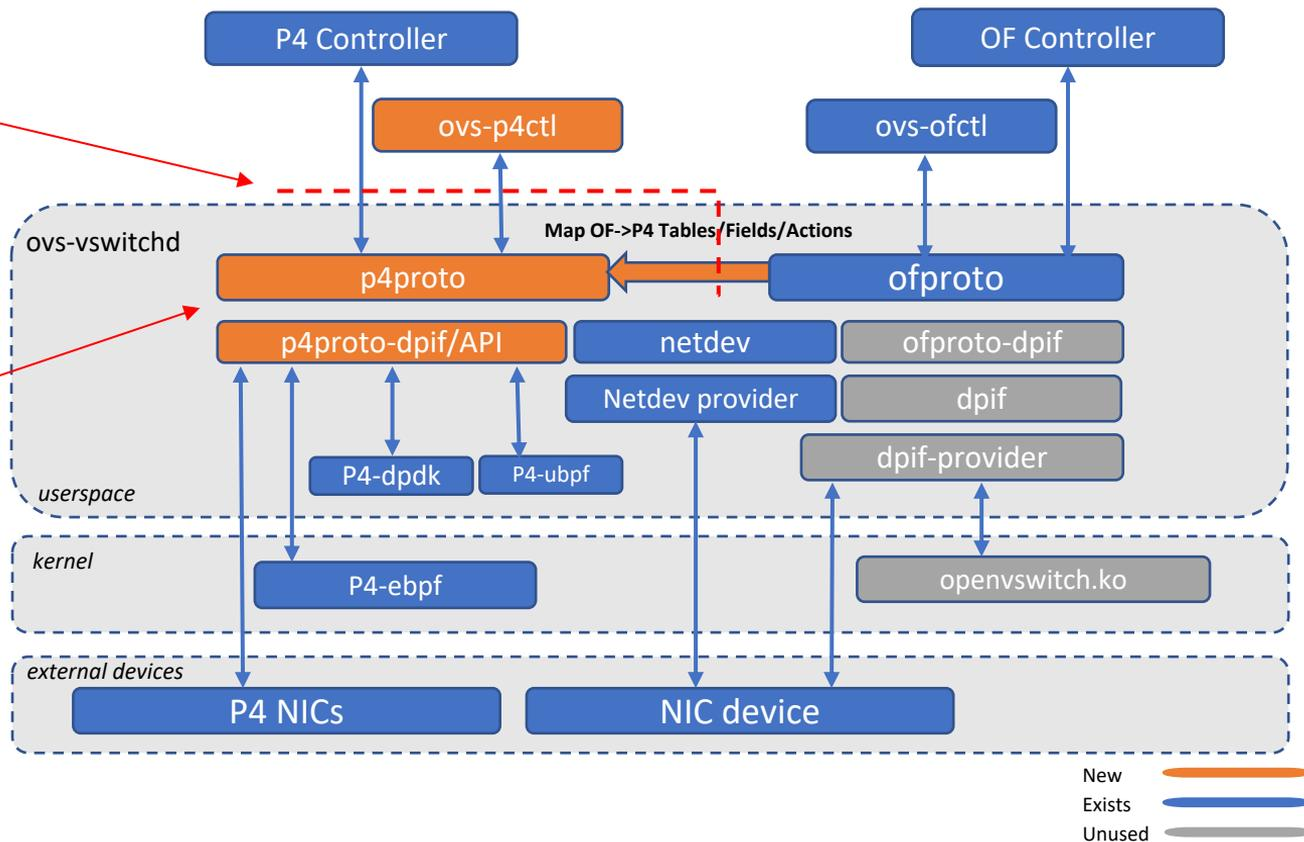 P4 Controller
OF Controller
ovs-p4ctl
ovs-ofctl
Map OF->P4 Tables/Fields/Actions
ovs-vswitchd
p4proto
ofproto
p4proto-dpif/API
netdev
ofproto-dpif
Netdev provider
dpif
dpif-provider
P4-dpdk
P4-ubpf
userspace
kernel
P4-ebpf
openvswitch.ko
external devices
P4 NICs
NIC device
New
Exists
Unused